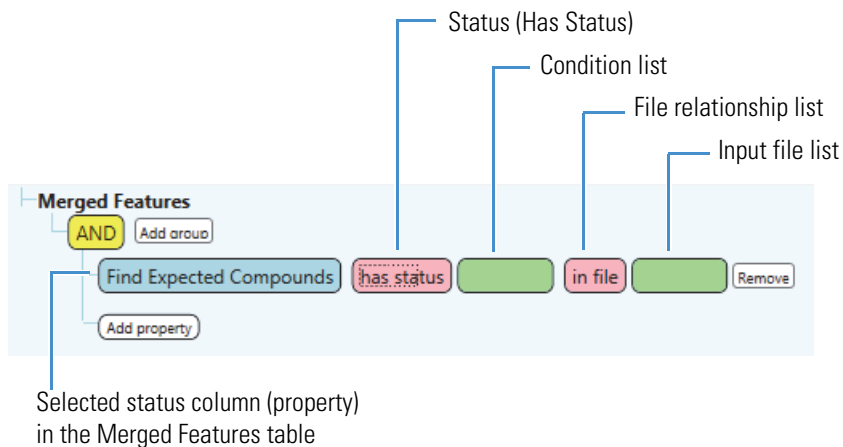 Status (Has Status)
Condition list
File relationship list
Input file list
Merged Features
AND Add group
Find Expected Compounds has status in file Remove
Add property
Selected status column (property)
in the Merged Features table